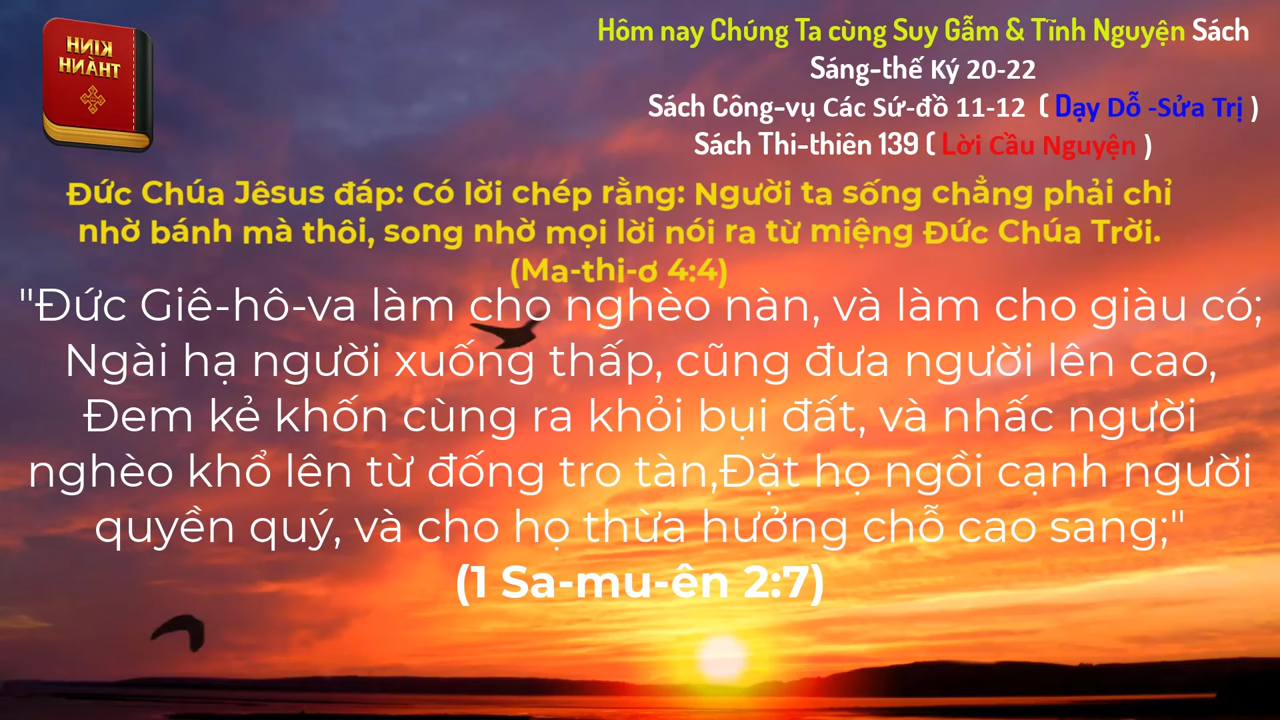 KINH
THÁNH
Hôm nay Chúng Ta cùng Suy Gẫm & Tĩnh Nguyện Sách
Sáng-thế Ký 20-22
Sách Công-vụ Các Sứ-đồ 11-12 ( Dạy Dỗ -Sửa Trị )
Sách Thi-thiên 139 ( Lời Cầu Nguyện )
Đức Chúa Jêsus đáp: Có lời chép rằng: Người ta sống chẳng phải chỉ
nhờ bánh mà thôi, song nhờ mọi lời nói ra từ miệng Đức Chúa Trời.
(Ma-thi-ơ 4:4)
"Đức Giê-hô-va làm cho nghèo nàn, và làm cho giàu có;
Ngài hạ người xuống thấp, cũng đưa người lên cao,
Đem kẻ khốn cùng ra khỏi bụi đất, và nhấc người
nghèo khổ lên từ đống tro tàn,Đặt họ ngồi cạnh người
quyền quý, và cho họ thừa hưởng chỗ cao sang;"
(1 Sa-mu-ên 2:7)